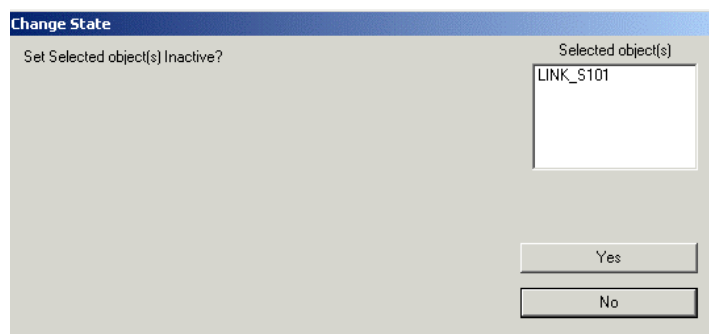 Change State
Set Selected object(s) Inactive?
Selected object(s)
LINK_S101
Yes
No